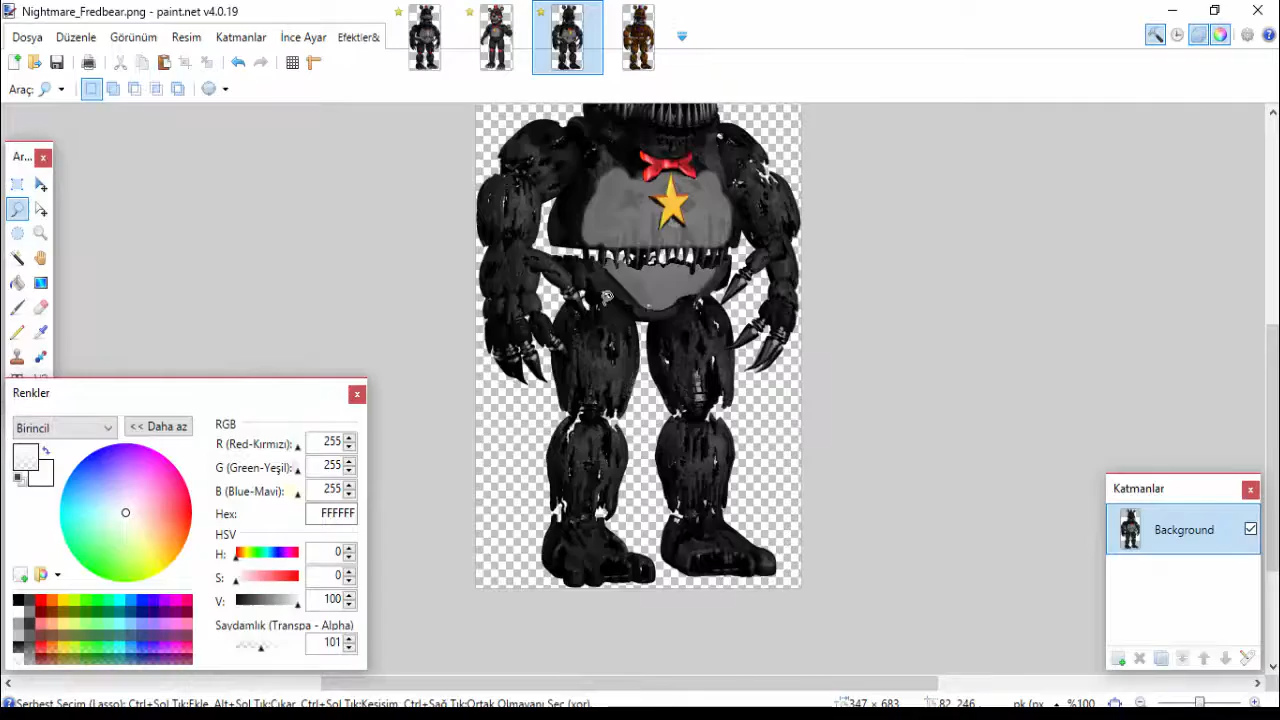 Nightmare_Fredbear.png - paint.net v4.0.19
Dosya Düzenle Görünüm Resim Katmanlar İnce Ayar Efektler&
Araç:
Ar...
Renkler
Birincil
<< Daha az
RGB
R (Red-Kırmızı): 255
G (Green-Yeşil): 255
B (Blue-Mavi): 255
Hex: FFFFFF
HSV
H: 0
S: 0
V: 100
Saydamlık (Transpa - Alpha)
101
Katmanlar
Background
Serbest Seçim (Lasso): Ctrl+Sol Tık:Ekle, Alt+Sol Tık:Çıkar, Ctrl+Sol Tık:Kesişim, Ctrl+Sağ Tık:Ortak Olmayanı Seç (xor).
347 × 683
82, 246
pk (px
%100